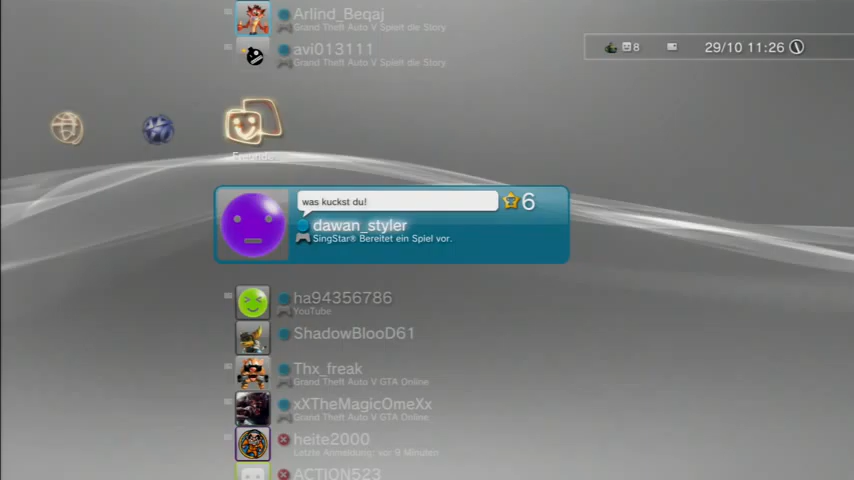 Arlind_Beqaj
Grand Theft Auto V Spielt die Story
avi013111
Grand Theft Auto V Spielt die Story
8
29/10 11:26
Freunde
was kuckst du!
6
dawan_styler
SingStar® Bereitet ein Spiel vor.
ha94356786
YouTube
ShadowBlooD61
Thx_freak
Grand Theft Auto V GTA Online
xXTheMagicOmeXx
Grand Theft Auto V GTA Online
heite2000
Letzte Anmeldung: vor 9 Minuten
ACTION523